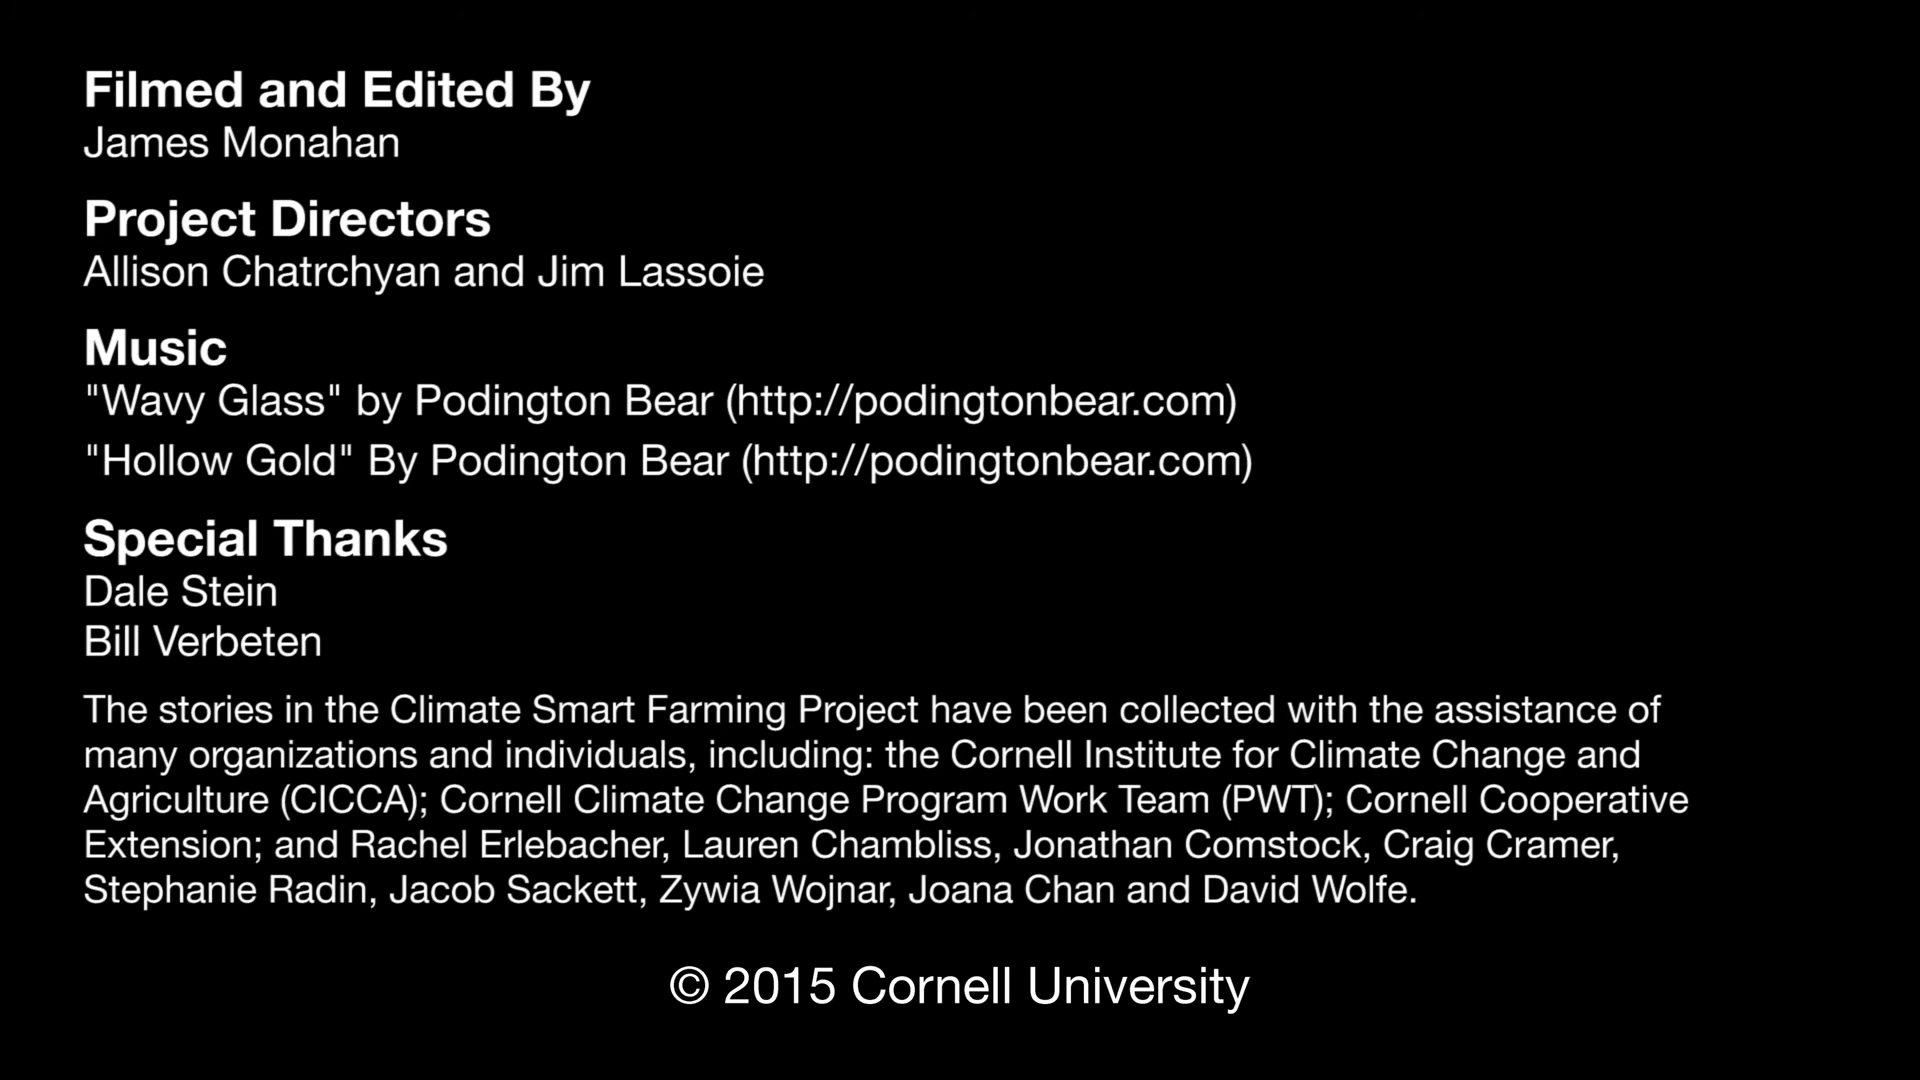 Filmed and Edited By
James Monahan
Project Directors
Allison Chatrchyan and Jim Lassoie
Music
"Wavy Glass" by Podington Bear (http://podingtonbear.com)
"Hollow Gold" By Podington Bear (http://podingtonbear.com)
Special Thanks
Dale Stein
Bill Verbeten
The stories in the Climate Smart Farming Project have been collected with the assistance of
many organizations and individuals, including: the Cornell Institute for Climate Change and
Agriculture (CICCA); Cornell Climate Change Program Work Team (PWT); Cornell Cooperative
Extension; and Rachel Erlebacher, Lauren Chambliss, Jonathan Comstock, Craig Cramer,
Stephanie Radin, Jacob Sackett, Zywia Wojnar, Joana Chan and David Wolfe.
© 2015 Cornell University